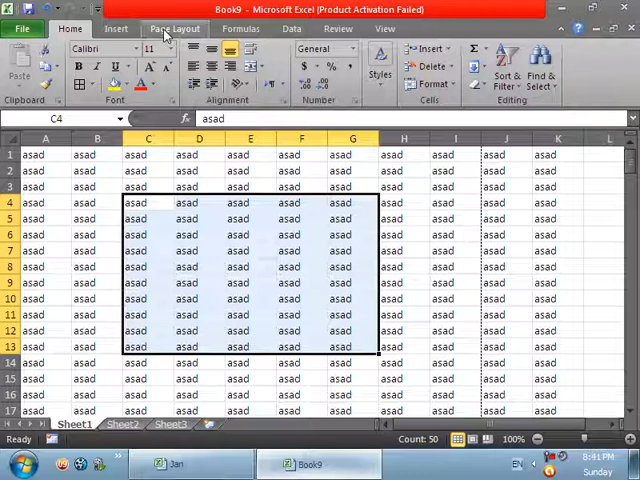 Book9 - Microsoft Excel (Product Activation Failed)
File Home Insert Page Layout Formulas Data Review View
Calibri 11 General Insert Σ
Paste B I U % , Delete Styles Sort & Filter Find & Select
A Format
Clipboard Font Alignment Number Cells Editing
C4 fx asad
A B C D E F G H I J K L
1 asad asad asad asad asad asad asad asad asad asad asad
2 asad asad asad asad asad asad asad asad asad asad asad
3 asad asad asad asad asad asad asad asad asad asad asad
4 asad asad asad asad asad asad asad asad asad asad asad
5 asad asad asad asad asad asad asad asad asad asad asad
6 asad asad asad asad asad asad asad asad asad asad asad
7 asad asad asad asad asad asad asad asad asad asad asad
8 asad asad asad asad asad asad asad asad asad asad asad
9 asad asad asad asad asad asad asad asad asad asad asad
10 asad asad asad asad asad asad asad asad asad asad asad
11 asad asad asad asad asad asad asad asad asad asad asad
12 asad asad asad asad asad asad asad asad asad asad asad
13 asad asad asad asad asad asad asad asad asad asad asad
14 asad asad asad asad asad asad asad asad asad asad asad
15 asad asad asad asad asad asad asad asad asad asad asad
16 asad asad asad asad asad asad asad asad asad asad asad
17 asad asad asad asad asad asad asad asad asad asad asad
Sheet1 Sheet2 Sheet3
Ready Count: 50 100%
Jan Book9 EN 8:41 PM
Sunday